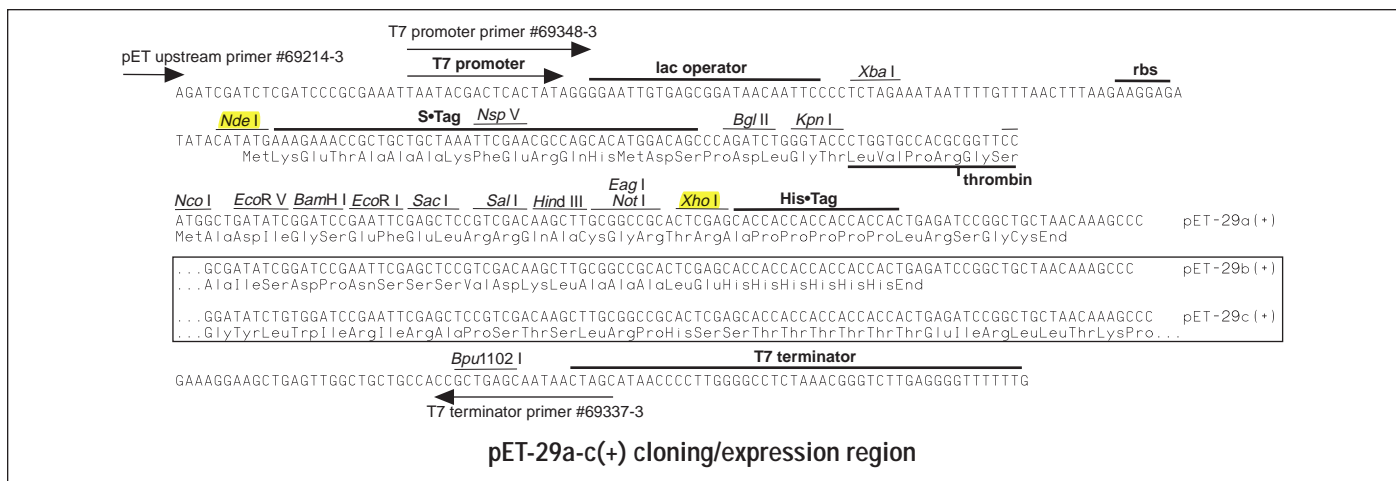 T7 promoter primer #69348-3
pET upstream primer #69214-3
T7 promoter
lac operator
Xba I
rbs
AGATCGATCTCGATCCCGCGAAATTAATACGACTCACTATAGGGGAATTGTGAGCGGATAACAATTCCCCTCTAGAAATAATTTTGTTTAACTTTAAGAAGGAGA
Nde I
S•Tag
Nsp V
Bgl II
Kpn I
TATACATATGAAAGAAACCGCTGCTGCTAAATTCGAACGCCAGCACATGGACAGCCCAGATCTGGGTACCCTGGTGCCACGCGGTTCC
MetLysGluThrAlaAlaAlaLysPheGluArgGlnHisMetAspSerProAspLeuGlyThrLeuValProArgGlySer
thrombin
Nco I
EcoR V
BamH I
EcoR I
Sac I
Sal I
Hind III
Eag I
Not I
Xho I
His•Tag
ATGGCTGATATCGGATCCGAATTCGAGCTCCGTCGACAAGCTTGCGGCCGCACTCGAGCACCACCACCACCACCACTGAGATCCGGCTGCTAACAAAGCCC pET-29a(+)
MetAlaAspIleGlySerGluPheGluLeuArgArgGlnAlaCysGlyArgThrArgAlaProProProProProLeuArgSerGlyCysEnd
...GCGATATCGGATCCGAATTCGAGCTCCGTCGACAAGCTTGCGGCCGCACTCGAGCACCACCACCACCACCACTGAGATCCGGCTGCTAACAAAGCCC pET-29b(+)
...AlaIleSerAspProAsnSerSerSerValAspLysLeuAlaAlaAlaLeuGluHisHisHisHisHisHisEnd
...GGATATCTGTGGATCCGAATTCGAGCTCCGTCGACAAGCTTGCGGCCGCACTCGAGCACCACCACCACCACCACTGAGATCCGGCTGCTAACAAAGCCC pET-29c(+)
...GlyTyrLeuTrpIleArgIleArgAlaProSerThrSerLeuArgProHisSerSerThrThrThrThrThrThrGluIleArgLeuLeuThrLysPro...
Bpu1102 I
T7 terminator
GAAAGGAAGCTGAGTTGGCTGCTGCCACCGCTGAGCAATAACTAGCATAACCCCTTGGGGCCTCTAAACGGGTCTTGAGGGGTTTTTTG
T7 terminator primer #69337-3
pET-29a-c(+) cloning/expression region